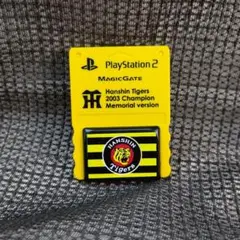 PlayStation 2
MAGICGATE
Hanshin Tigers
2003 Champion
Memorial version
HANSHIN
Tigers